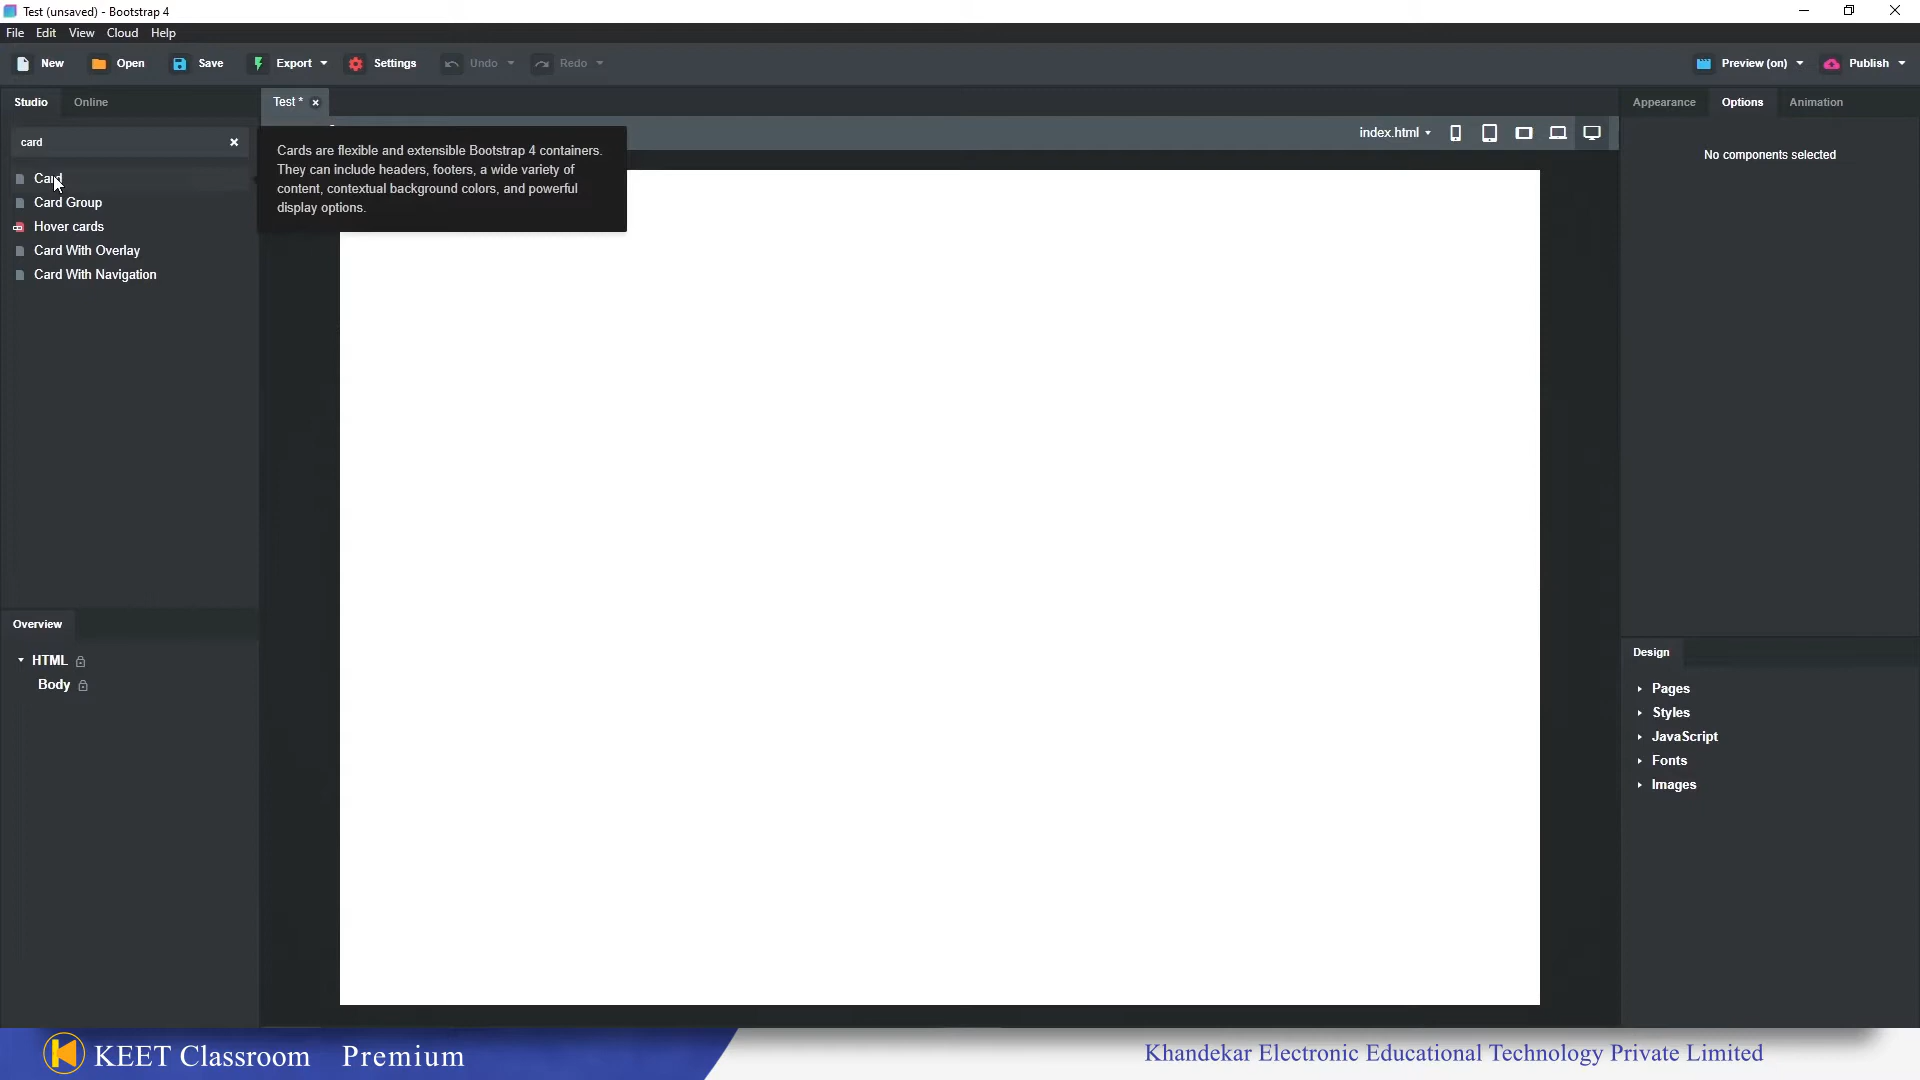 Test (unsaved) - Bootstrap 4
File Edit View Cloud Help
New Open Save Export Settings Undo Redo Preview (on) Publish
Studio Online Test * Appearance Options Animation
card
index.html
Cards are flexible and extensible Bootstrap 4 containers.
They can include headers, footers, a wide variety of
content, contextual background colors, and powerful
display options.
No components selected
Card
Card Group
Hover cards
Card With Overlay
Card With Navigation
Overview
HTML
Body
Design
Pages
Styles
JavaScript
Fonts
Images
KEET Classroom Premium
Khandekar Electronic Educational Technology Private Limited